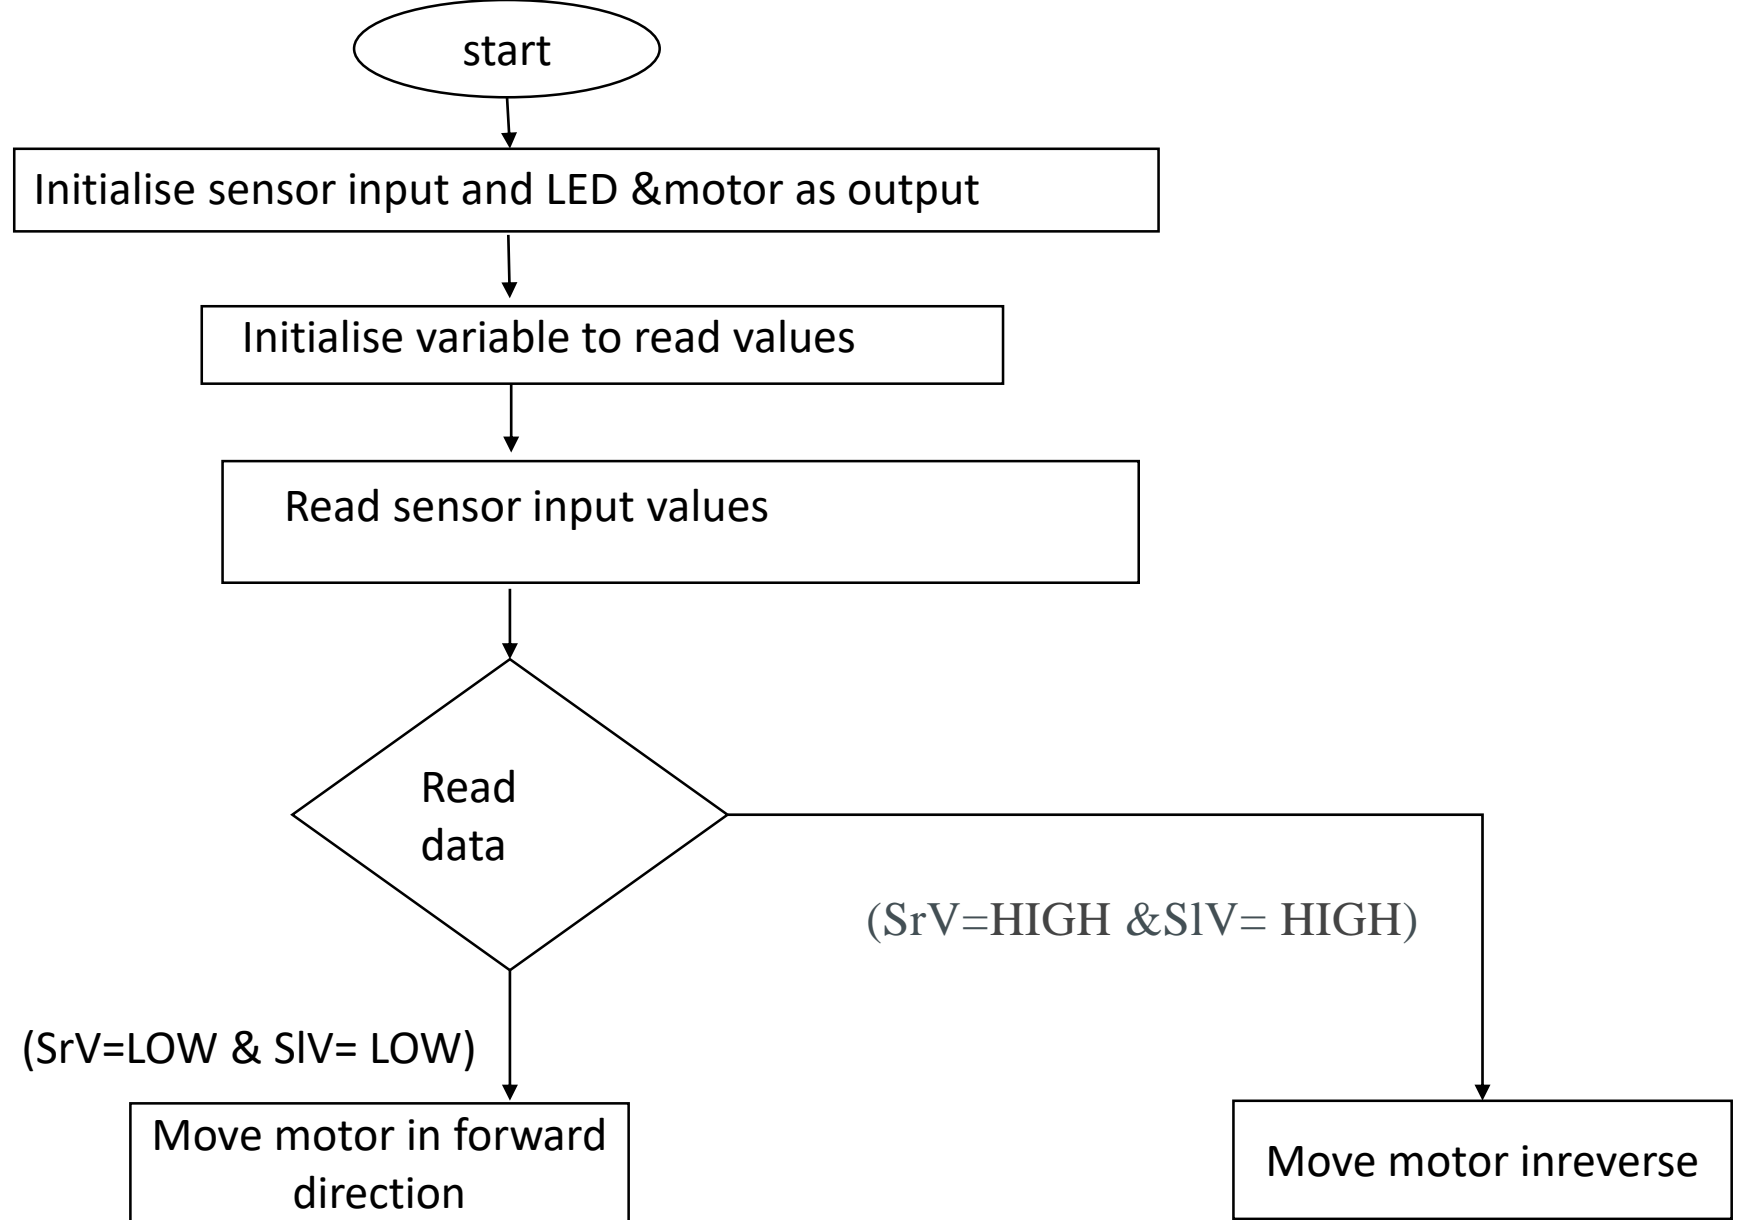 start
Initialise sensor input and LED &motor as output
Initialise variable to read values
Read sensor input values
Read
data
(SrV=HIGH &SlV= HIGH)
(SrV=LOW & SlV= LOW)
Move motor in forward
direction
Move motor inreverse